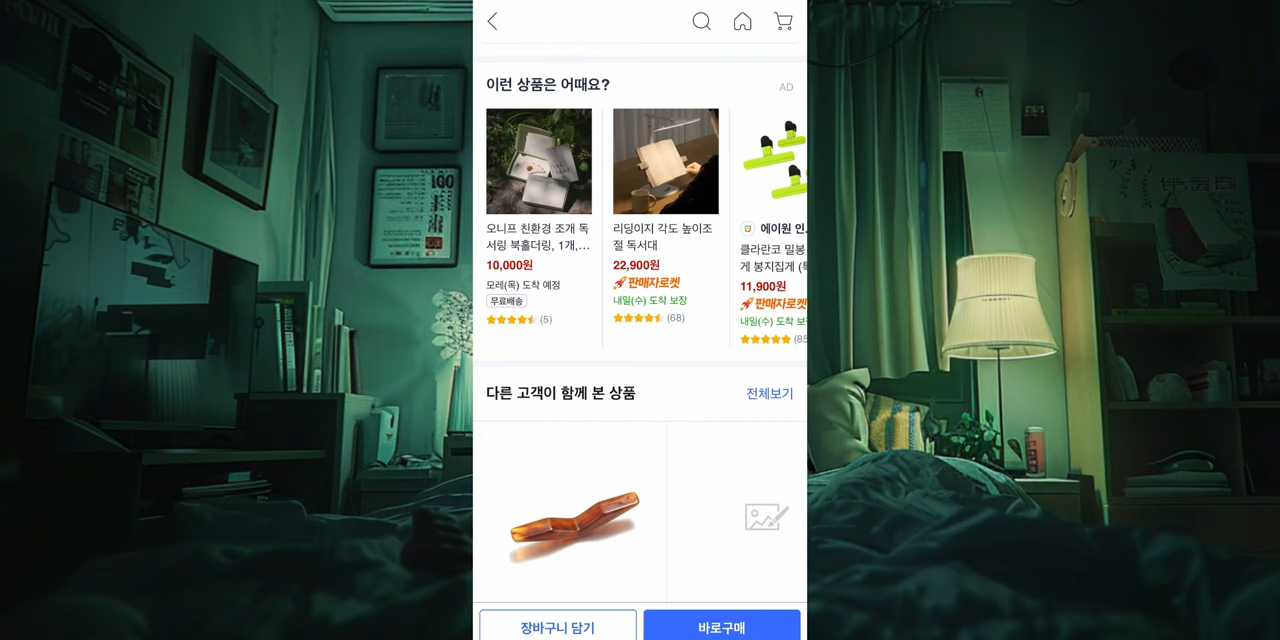 이런 상품은 어때요?
AD
오니프 친환경 조개 독
서링 북홀더링, 1개,...
10,000원
모레(목) 도착 예정
무료배송
(5)
리딩이지 각도 높이조
절 독서대
22,900원
판매자로켓
내일(수) 도착 보장
(68)
에이원 인
클라란코 밀봉
게 봉지집게 (특
11,900원
판매자로켓
내일(수) 도착 보
(85
다른 고객이 함께 본 상품
전체보기
장바구니 담기
바로구매
100